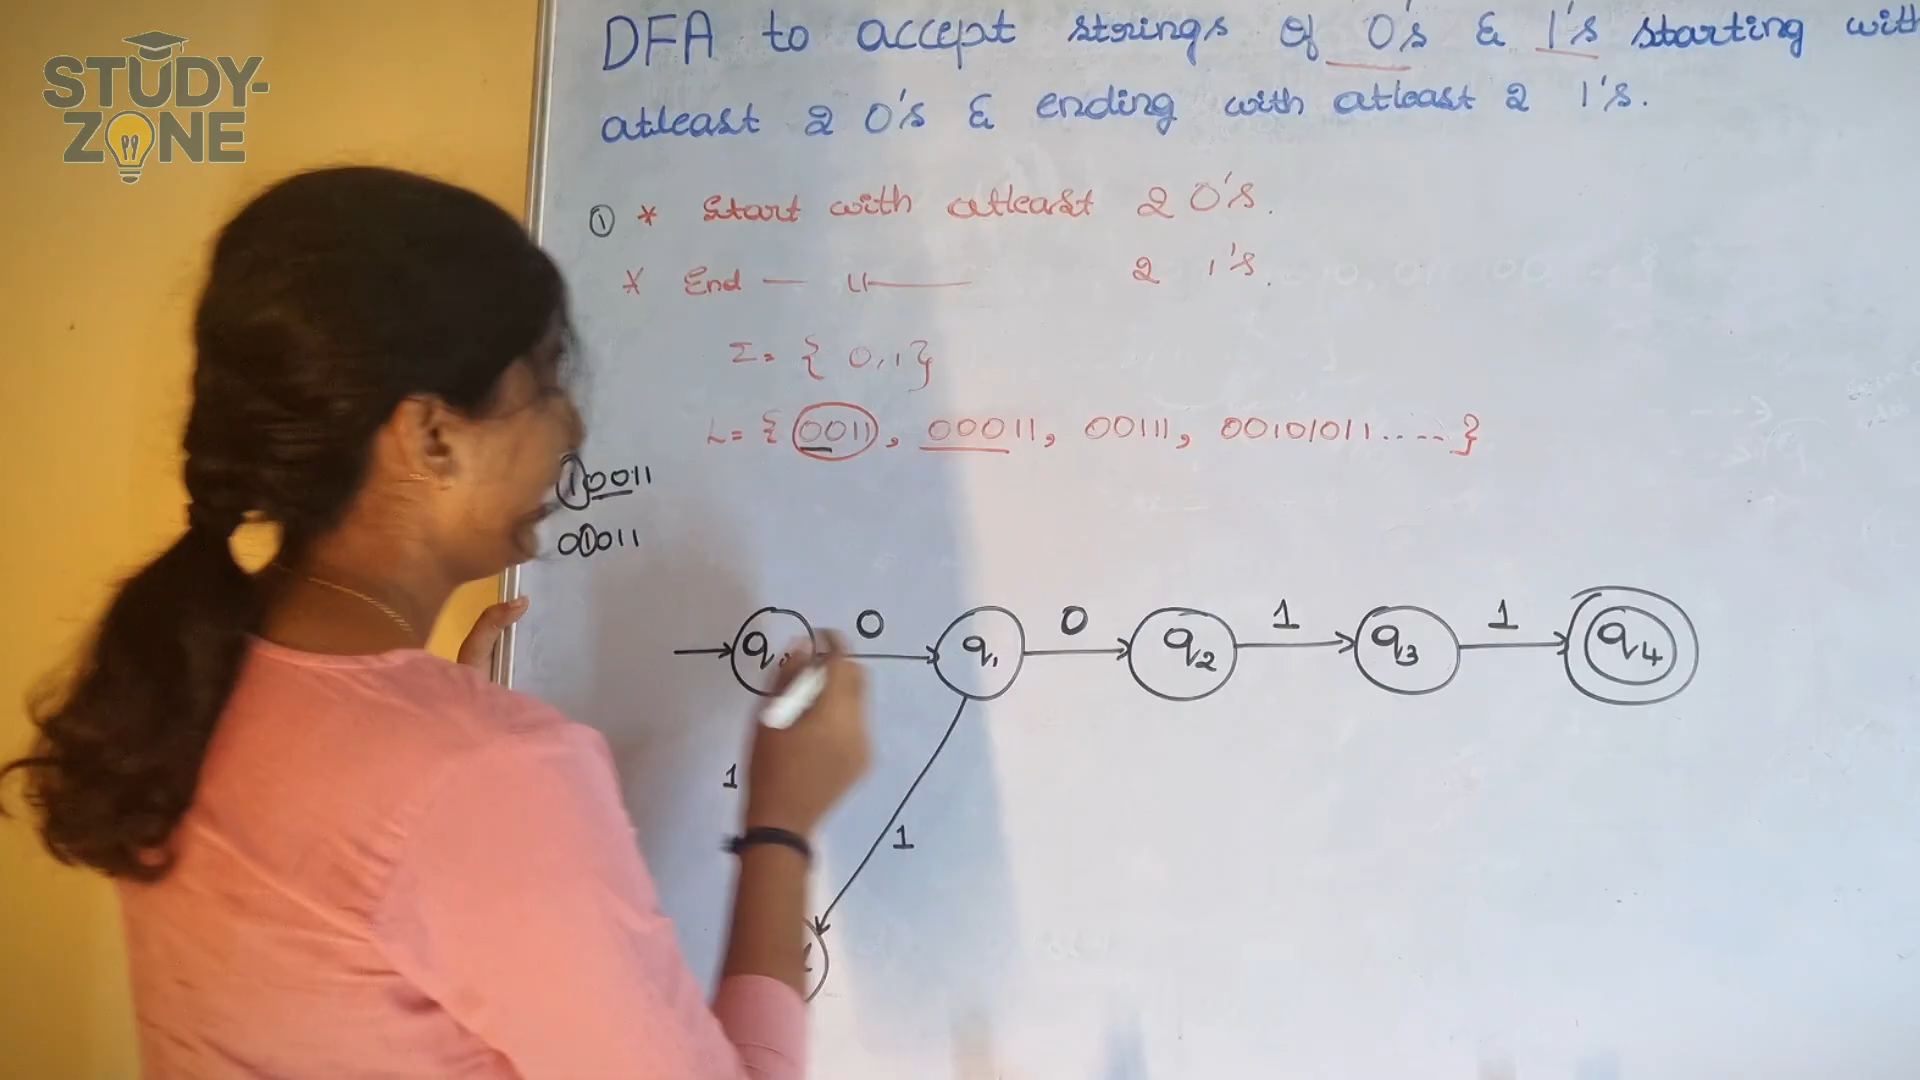 STUDY-
ZONE
DFA to accept strings of 0's & 1's starting with
atleast 2 0's & ending with atleast 2 1's.
① * Start with atleast 2 0's.
* End — 〃 — 2 1's.
Σ = { 0,1}
L = { 0011, 00011, 00111, 00101011.... }
10011
01011
0 0 1 1
q q1 q2 q3 q4
1
1